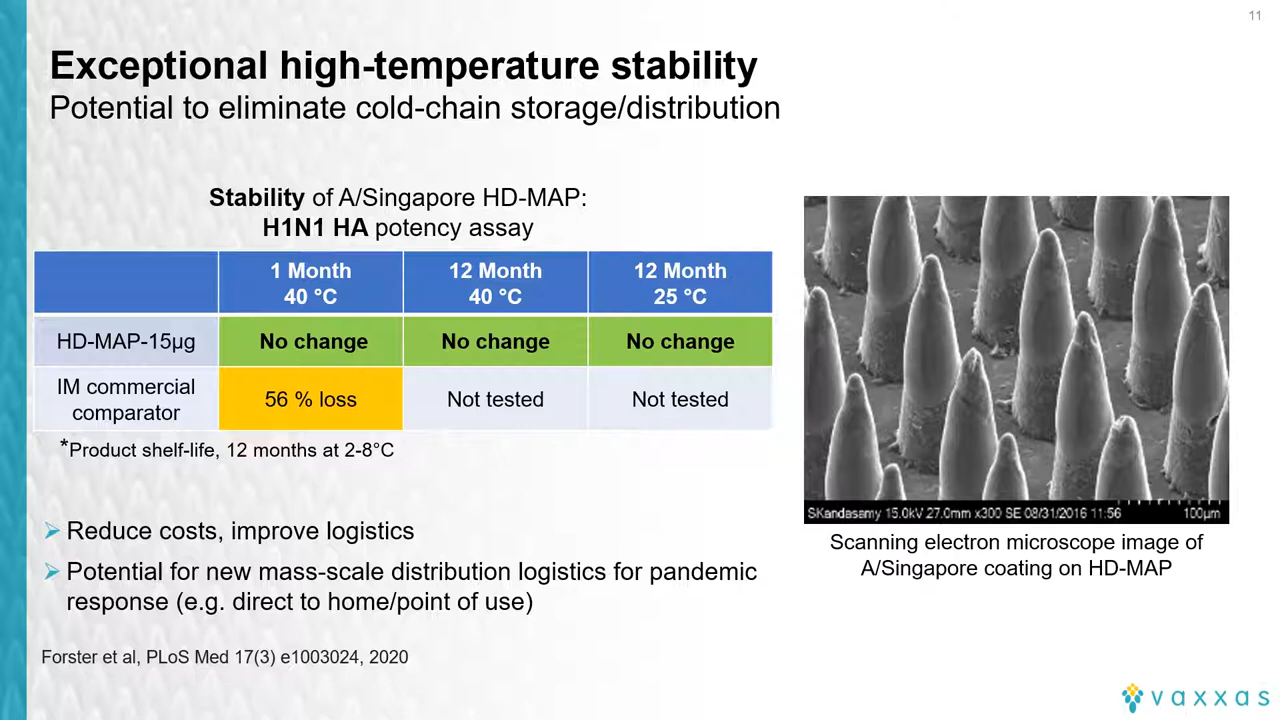 11
Exceptional high-temperature stability
Potential to eliminate cold-chain storage/distribution
Stability of A/Singapore HD-MAP:
H1N1 HA potency assay
1 Month
40 °C
12 Month
40 °C
12 Month
25 °C
HD-MAP-15µg
No change
No change
No change
IM commercial
comparator
56 % loss
Not tested
Not tested
*Product shelf-life, 12 months at 2-8°C
Reduce costs, improve logistics
Potential for new mass-scale distribution logistics for pandemic
response (e.g. direct to home/point of use)
Forster et al, PLoS Med 17(3) e1003024, 2020
SKandasamy 15.0kV 27.0mm x300 SE 08/31/2016 11:56 100µm
Scanning electron microscope image of
A/Singapore coating on HD-MAP
vaxxas